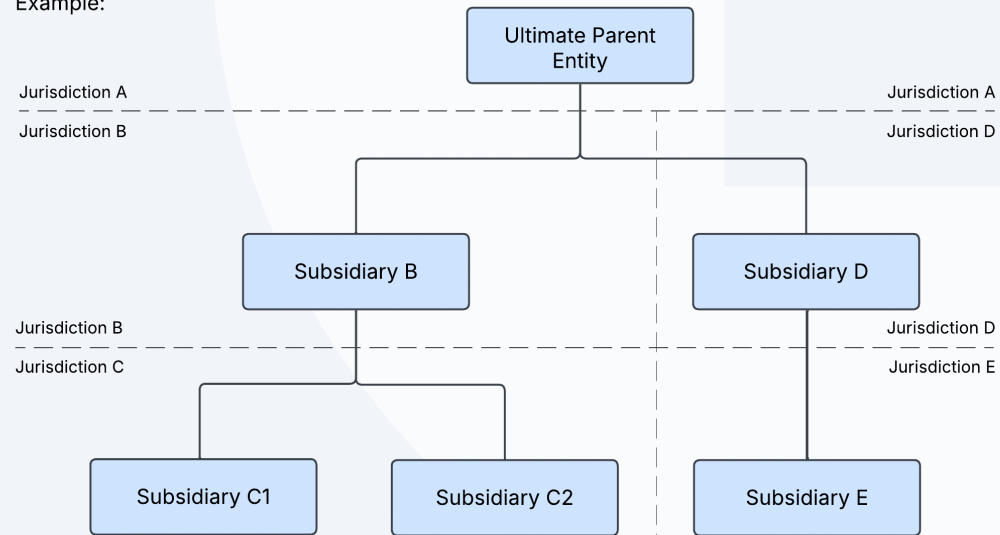 Example:
Ultimate Parent
Entity
Jurisdiction A
Jurisdiction A
Jurisdiction B
Jurisdiction D
Subsidiary B
Subsidiary D
Jurisdiction B
Jurisdiction D
Jurisdiction C
Jurisdiction E
Subsidiary C1
Subsidiary C2
Subsidiary E